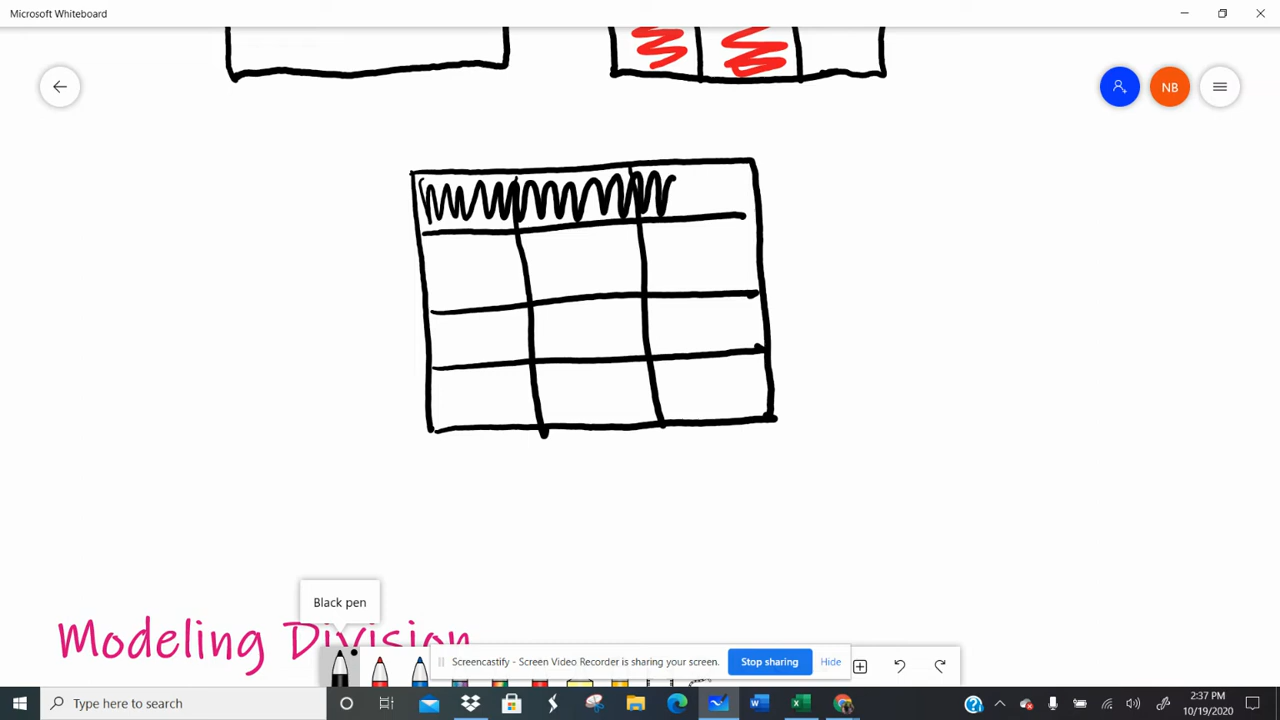 Microsoft Whiteboard
NB
Black pen
Modeling Division
Screencastify - Screen Video Recorder is sharing your screen.
Stop sharing
Hide
Type here to search
2:37 PM
10/19/2020